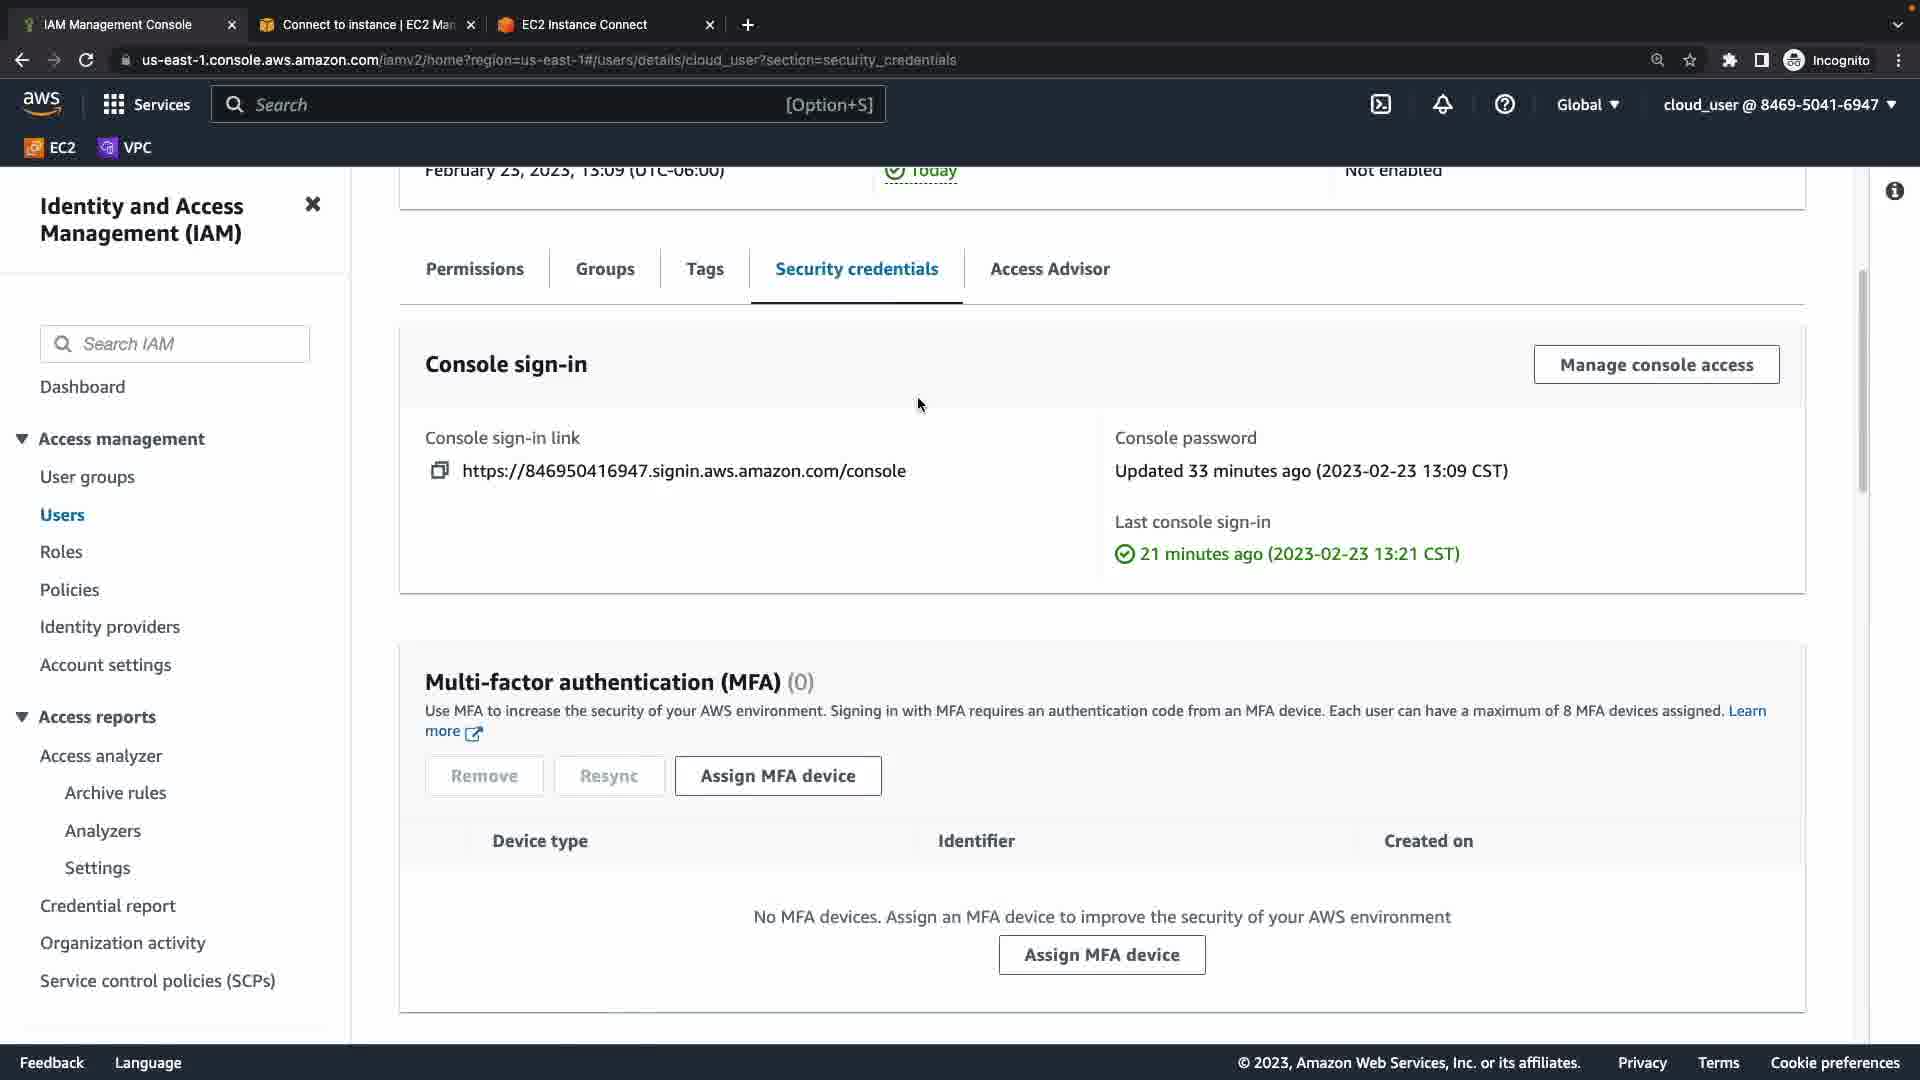 IAM Management Console
Connect to instance | EC2 Man
EC2 Instance Connect
us-east-1.console.aws.amazon.com/iamv2/home?region=us-east-1#/users/details/cloud_user?section=security_credentials
Incognito
aws
Services
Search
[Option+S]
Global
cloud_user @ 8469-5041-6947
EC2
VPC
Identity and Access
Management (IAM)
Search IAM
Dashboard
Access management
User groups
Users
Roles
Policies
Identity providers
Account settings
Access reports
Access analyzer
Archive rules
Analyzers
Settings
Credential report
Organization activity
Service control policies (SCPs)
February 23, 2023, 13:09 (UTC-06:00)
Today
Not enabled
Permissions
Groups
Tags
Security credentials
Access Advisor
Console sign-in
Manage console access
Console sign-in link
https://846950416947.signin.aws.amazon.com/console
Console password
Updated 33 minutes ago (2023-02-23 13:09 CST)
Last console sign-in
21 minutes ago (2023-02-23 13:21 CST)
Multi-factor authentication (MFA) (0)
Use MFA to increase the security of your AWS environment. Signing in with MFA requires an authentication code from an MFA device. Each user can have a maximum of 8 MFA devices assigned. Learn
more
Remove
Resync
Assign MFA device
Device type
Identifier
Created on
No MFA devices. Assign an MFA device to improve the security of your AWS environment
Assign MFA device
Feedback
Language
© 2023, Amazon Web Services, Inc. or its affiliates.
Privacy
Terms
Cookie preferences